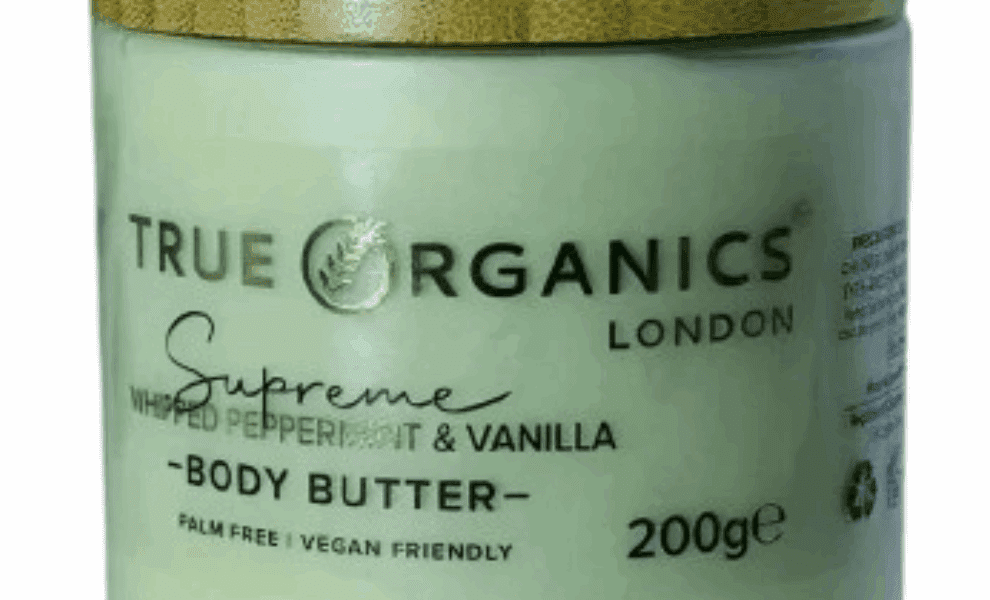 TRUE ORGANICS
LONDON
Supreme
WHIPPED PEPPERMINT & VANILLA
-BODY BUTTER-
PALM FREE | VEGAN FRIENDLY
200g℮